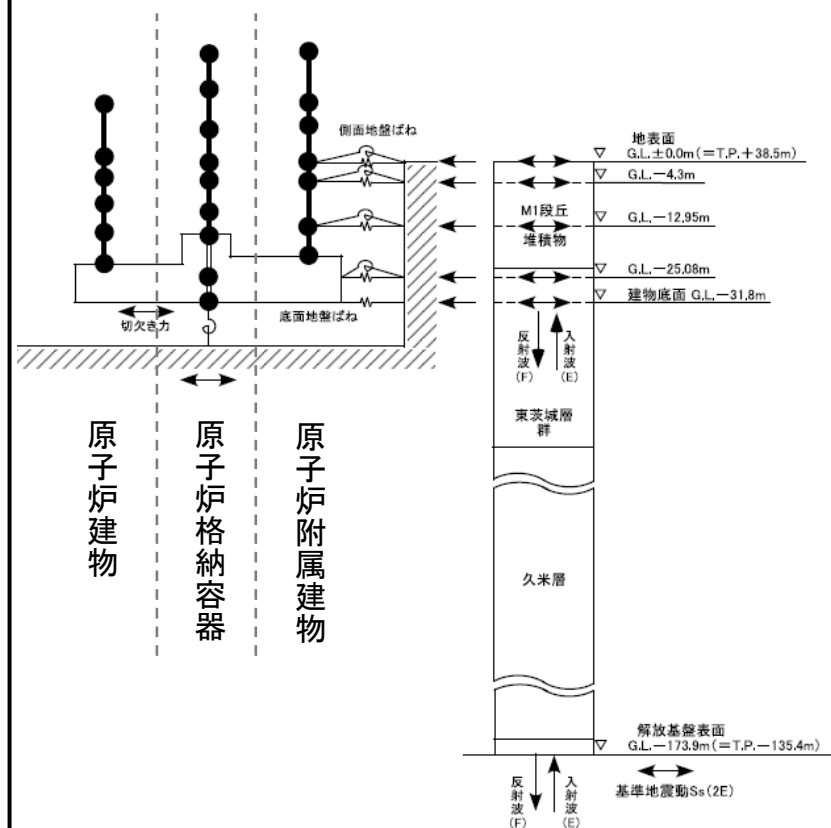 側面地盤ばね
切欠き力
底面地盤ばね
原子炉建物
原子炉格納容器
原子炉附属建物
地表面
G.L.±0.0m(=T.P.+38.5m)
G.L.-4.3m
M1段丘
堆積物
G.L.-12.95m
G.L.-25.08m
建物底面 G.L.-31.8m
反射波(F)
入射波(E)
東茨城層
群
久米層
解放基盤表面
G.L.-173.9m(=T.P.-135.4m)
反射波(F)
入射波(E)
基準地震動Ss(2E)